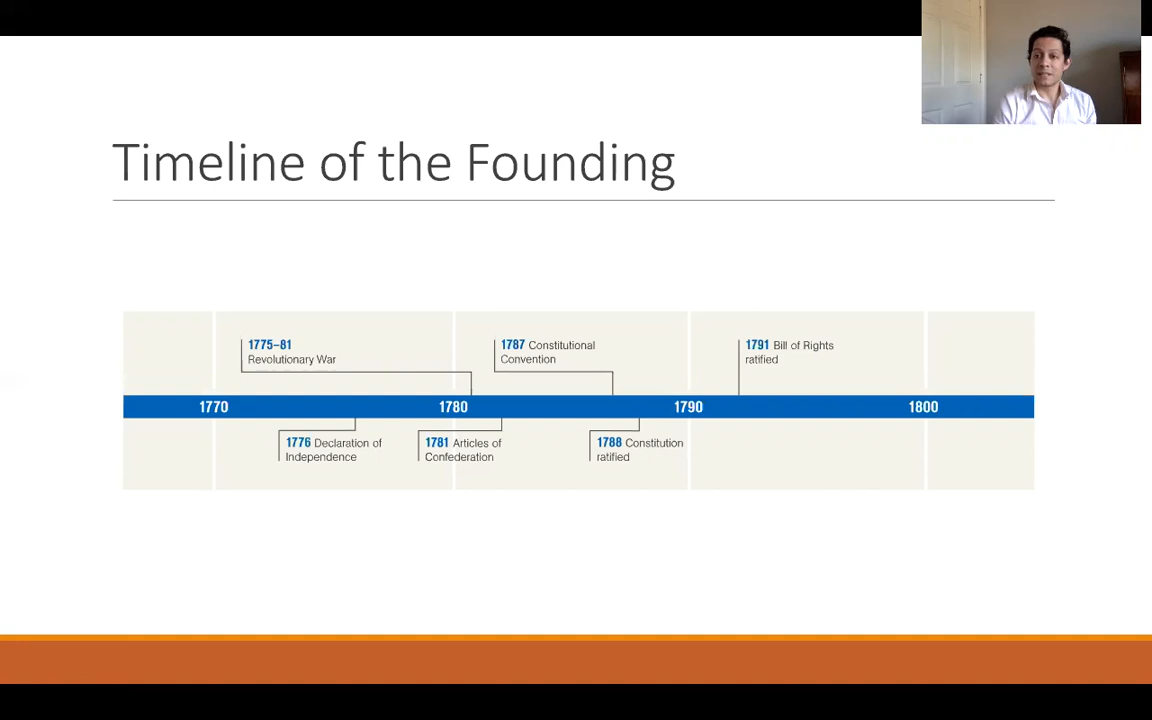 Timeline of the Founding
1775–81
Revolutionary War
1787 Constitutional
Convention
1791 Bill of Rights
ratified
1770
1780
1790
1800
1776 Declaration of
Independence
1781 Articles of
Confederation
1788 Constitution
ratified